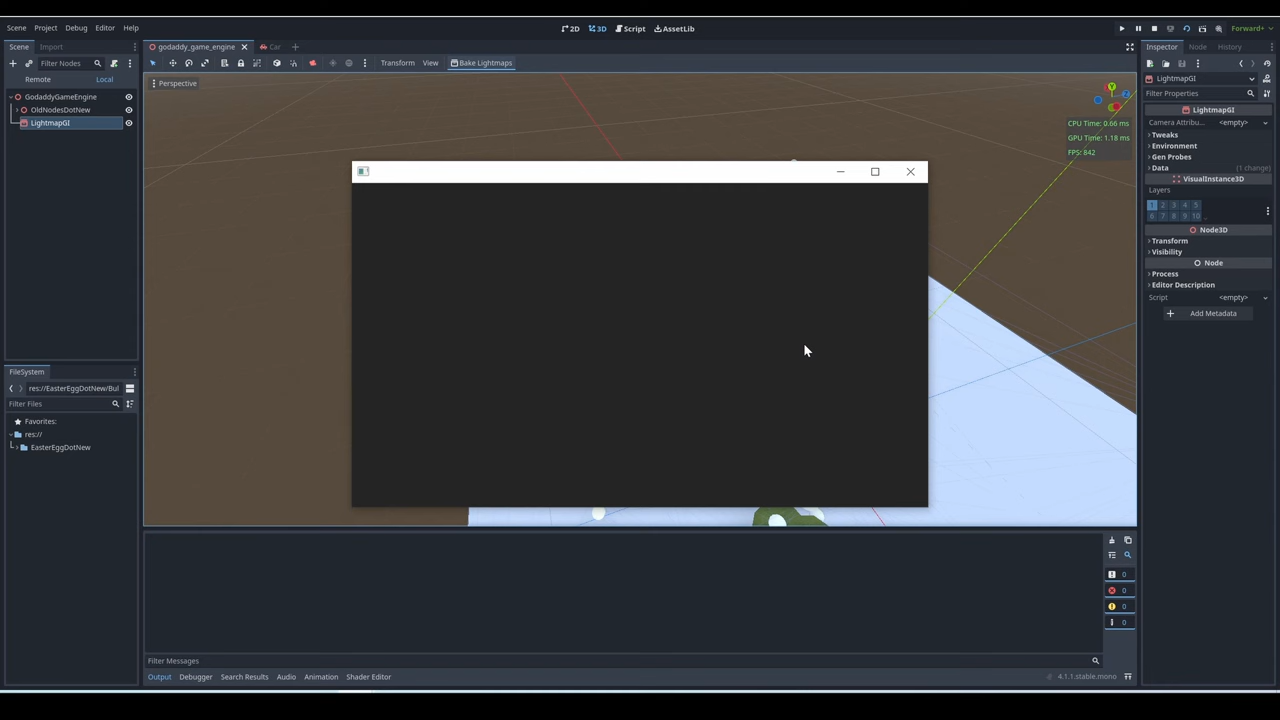 Scene Project Debug Editor Help
2D 3D Script AssetLib
Forward+
Scene Import
godaddy_game_engine Car
Inspector Node History
Filter Nodes
Transform View Bake Lightmaps
Remote Local
Perspective
LightmapGI
Filter Properties
GodaddyGameEngine
OldNodesDotNew
LightmapGI
CPU Time: 0.66 ms
GPU Time: 1.18 ms
FPS: 842
LightmapGI
Camera Attribu... <empty>
Tweaks
Environment
Gen Probes
Data (1 change)
VisualInstance3D
Layers
1 2 3 4 5
6 7 8 9 10
Node3D
Transform
Visibility
Node
Process
Editor Description
Script <empty>
Add Metadata
FileSystem
res://EasterEggDotNew/Bul
Filter Files
Favorites:
res://
EasterEggDotNew
0
0
0
0
Filter Messages
Output Debugger Search Results Audio Animation Shader Editor
4.1.1.stable.mono